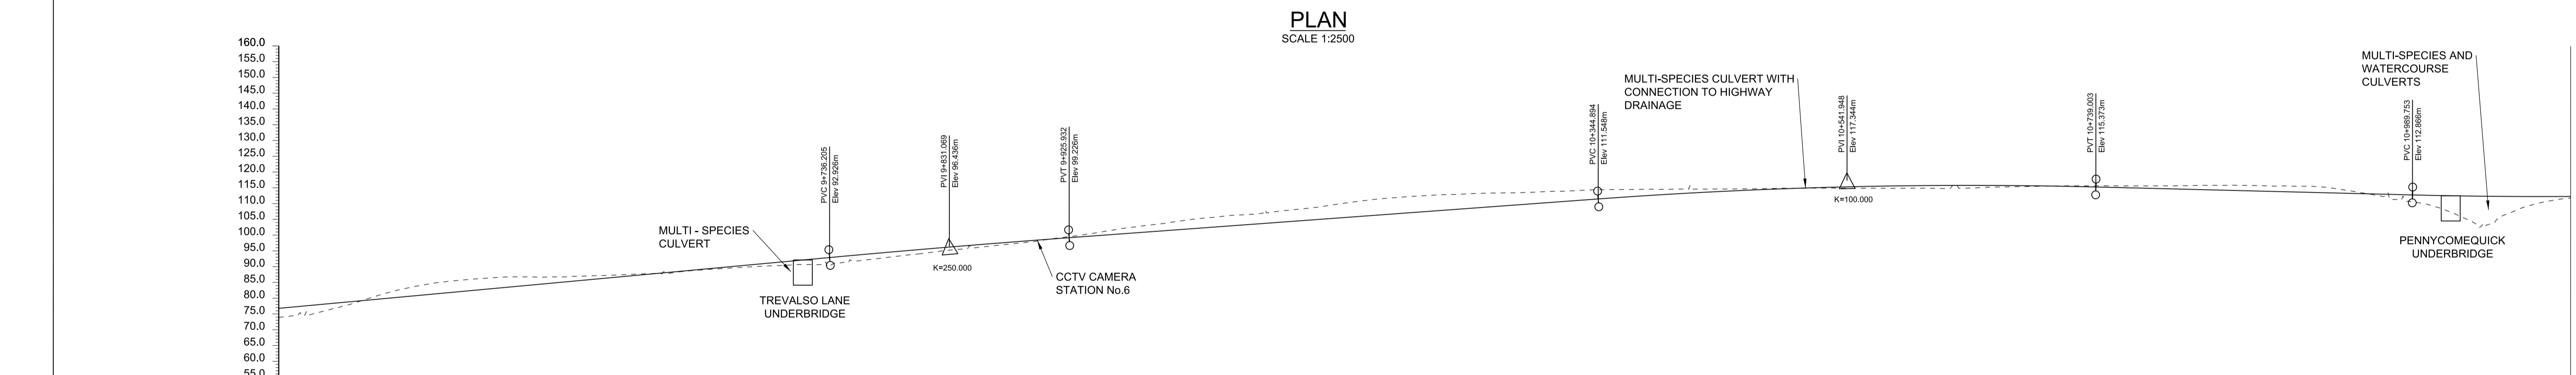 PLAN
SCALE 1:2500
160.0
155.0
150.0
145.0
140.0
135.0
130.0
125.0
120.0
115.0
110.0
105.0
100.0
95.0
90.0
85.0
80.0
75.0
70.0
65.0
60.0
55.0
MULTI - SPECIES
CULVERT
TREVALSO LANE
UNDERBRIDGE
PVC 9+736.205
Elev 92.926m
PVI 9+831.069
Elev 96.436m
K=250.000
PVT 9+925.932
Elev 99.226m
CCTV CAMERA
STATION No.6
PVC 10+344.894
Elev 111.548m
MULTI-SPECIES CULVERT WITH
CONNECTION TO HIGHWAY
DRAINAGE
PVI 10+541.948
Elev 117.344m
K=100.000
PVT 10+739.003
Elev 115.373m
PVC 10+989.753
Elev 112.866m
MULTI-SPECIES AND
WATERCOURSE
CULVERTS
PENNYCOMEQUICK
UNDERBRIDGE